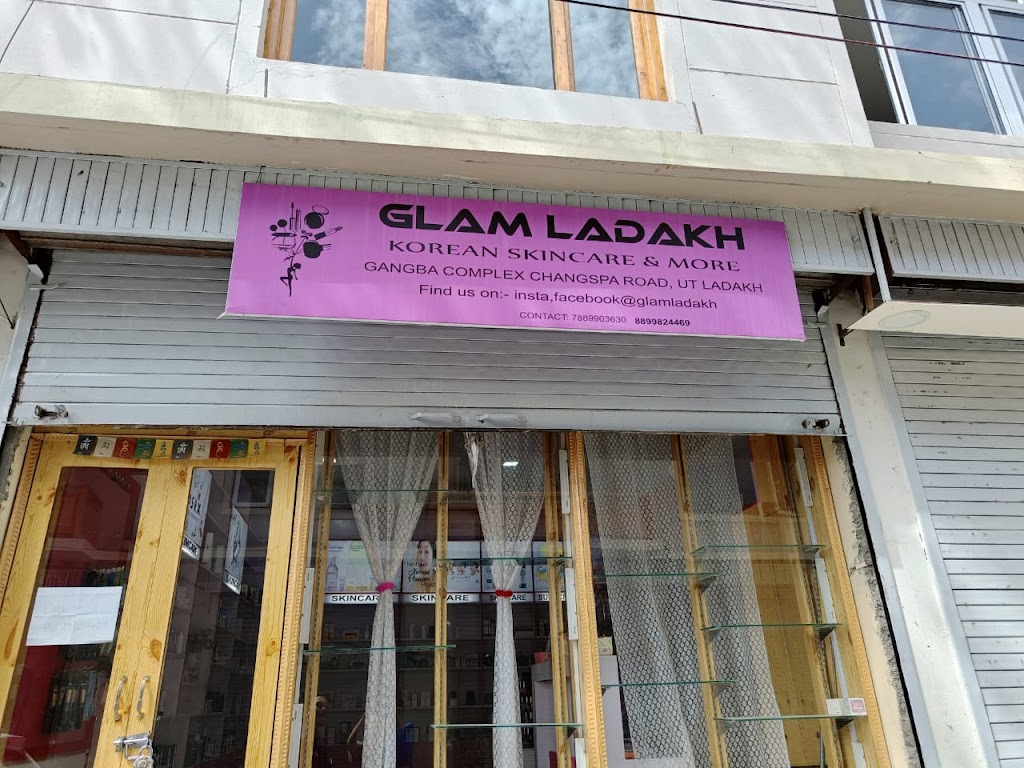 GLAM LADAKH
KOREAN SKINCARE & MORE
GANGBA COMPLEX CHANGSPA ROAD, UT LADAKH
Find us on:- insta,facebook@glamladakh
CONTACT: 7889903630 8899824469
SKINCARE SKINCARE SKINCARE